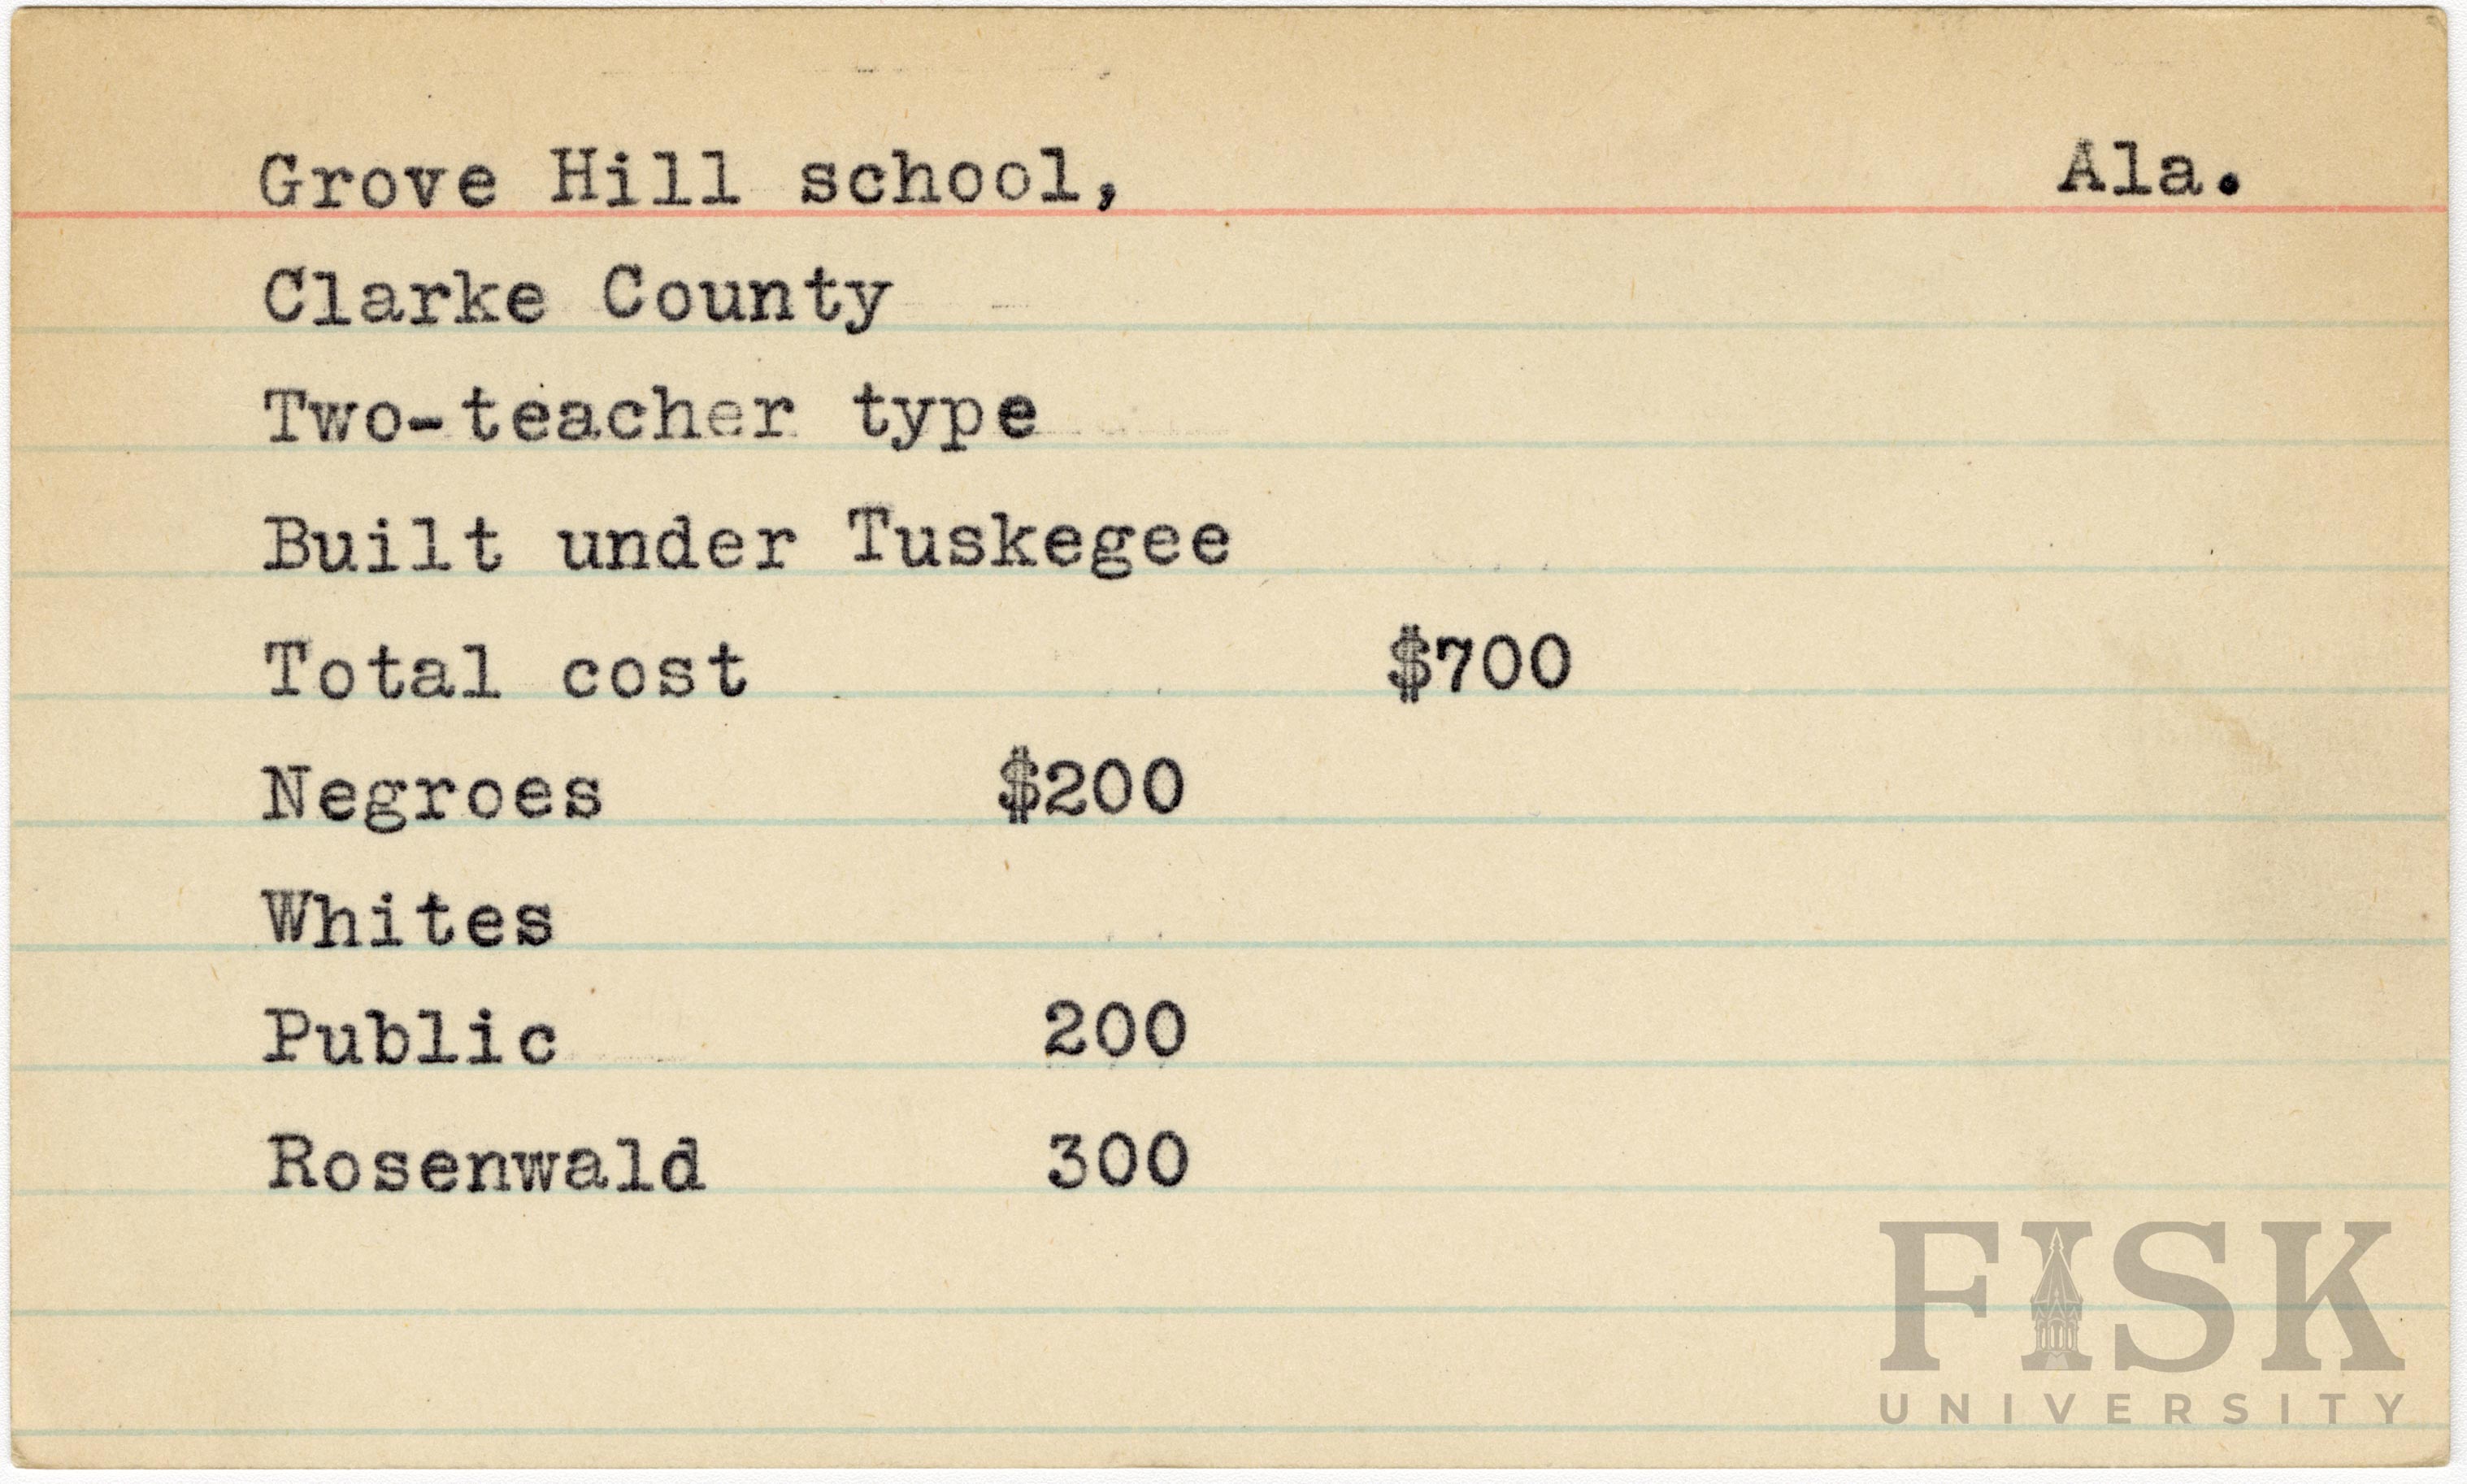 Grove Hill school, Ala.
Clarke County
Two-teacher type
Built under Tuskegee
Total cost $700
Negroes $200
Whites
Public 200
Rosenwald 300
FISK
UNIVERSITY